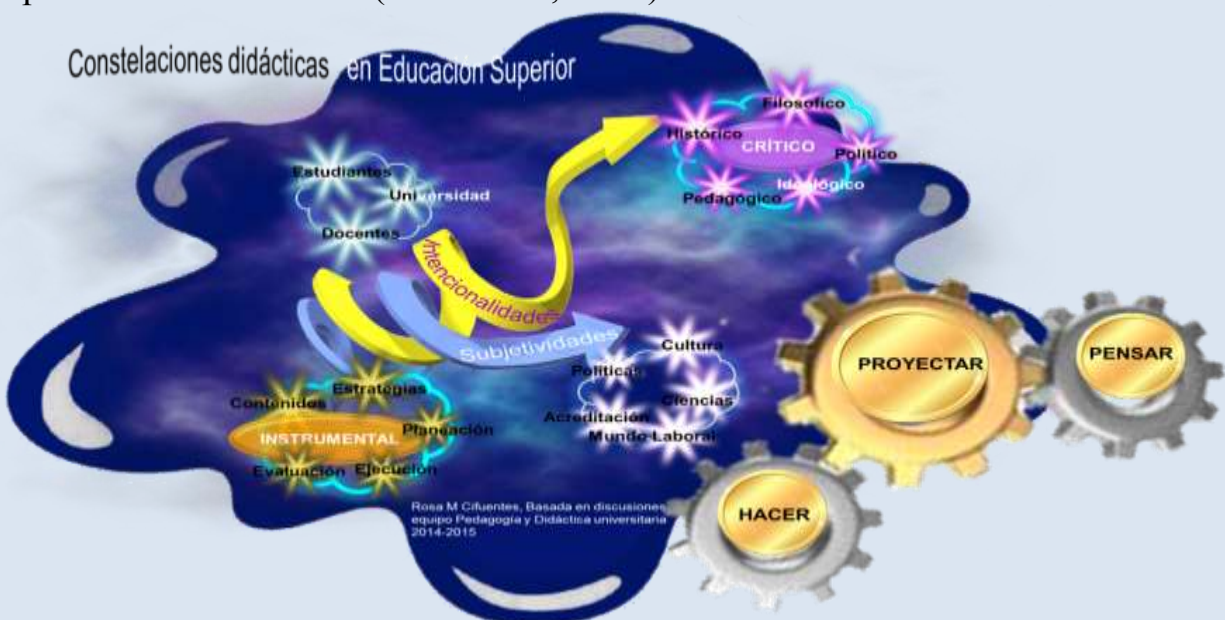 Constelaciones didácticas en Educación Superior
Filosofico
Histórico
CRÍTICO
Político
Ideológico
Pedagógico
Estudiantes
Universidad
Docentes
Intencionalidades
Subjetividades
Cultura
Políticas
Ciencias
Acreditación
Mundo Laboral
Estrategias
Contenidos
Planeación
INSTRUMENTAL
Evaluación
Ejecución
PROYECTAR
PENSAR
HACER
Rosa M Cifuentes, Basada en discusiones
equipo Pedagogía y Didáctica universitaria
2014-2015